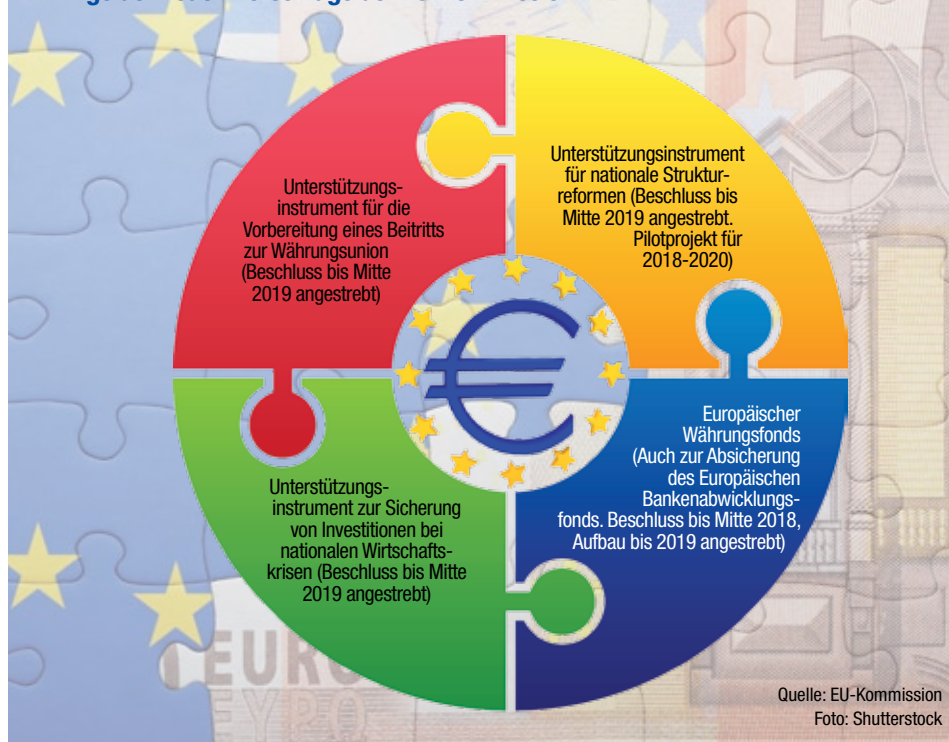 Unterstützungs-
instrument für die
Vorbereitung eines Beitritts
zur Währungsunion
(Beschluss bis Mitte
2019 angestrebt)
Unterstützungsinstrument
für nationale Struktur-
reformen (Beschluss bis
Mitte 2019 angestrebt.
Pilotprojekt für
2018-2020)
€
Unterstützungs-
instrument zur Sicherung
von Investitionen bei
nationalen Wirtschafts-
krisen (Beschluss bis Mitte
2019 angestrebt)
Europäischer
Währungsfonds
(Auch zur Absicherung
des Europäischen
Bankenabwicklungs-
fonds. Beschluss bis Mitte 2018,
Aufbau bis 2019 angestrebt)
EURO
EYPO
Quelle: EU-Kommission
Foto: Shutterstock